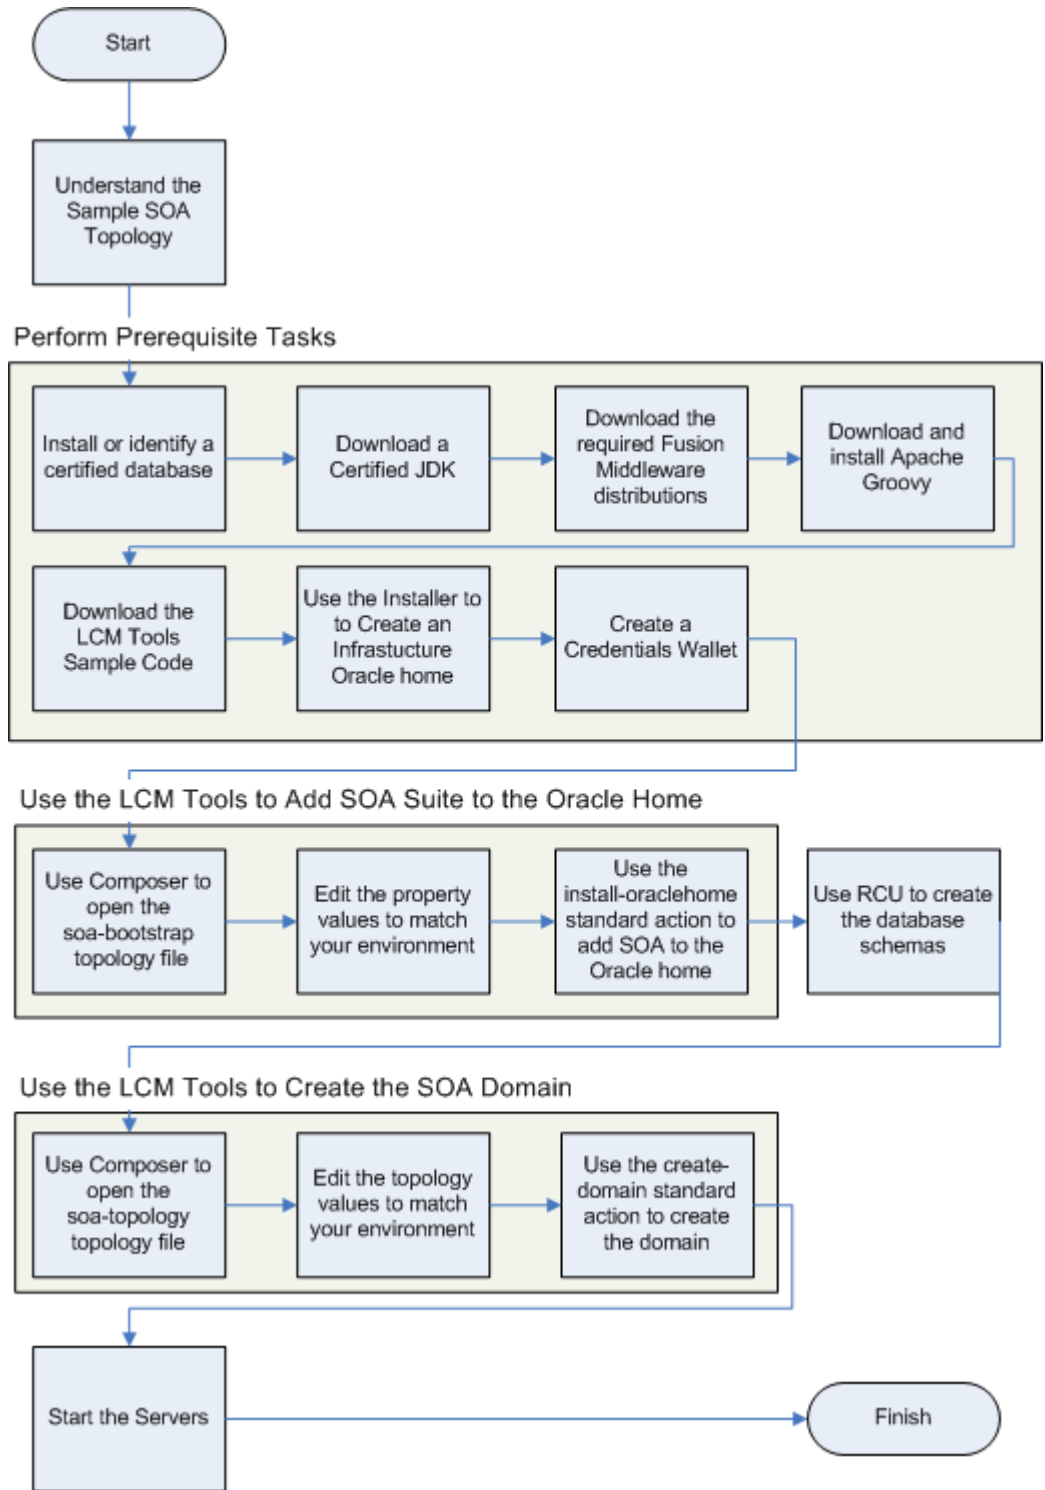 Start
Understand the
Sample SOA
Topology
Perform Prerequisite Tasks
Install or identify a
certified database
Download a
Certified JDK
Download the
required Fusion
Middleware
distributions
Download and
install Apache
Groovy
Download the
LCM Tools
Sample Code
Use the Installer to
to Create an
Infrastucture
Oracle home
Create a
Credentials Wallet
Use the LCM Tools to Add SOA Suite to the Oracle Home
Use Composer to
open the
soa-bootstrap
topology file
Edit the property
values to match
your environment
Use the
install-oraclehome
standard action to
add SOA to the
Oracle home
Use RCU to create
the database
schemas
Use the LCM Tools to Create the SOA Domain
Use Composer to
open the
soa-topology
topology file
Edit the topology
values to match
your environment
Use the create-
domain standard
action to create
the domain
Start the Servers
Finish